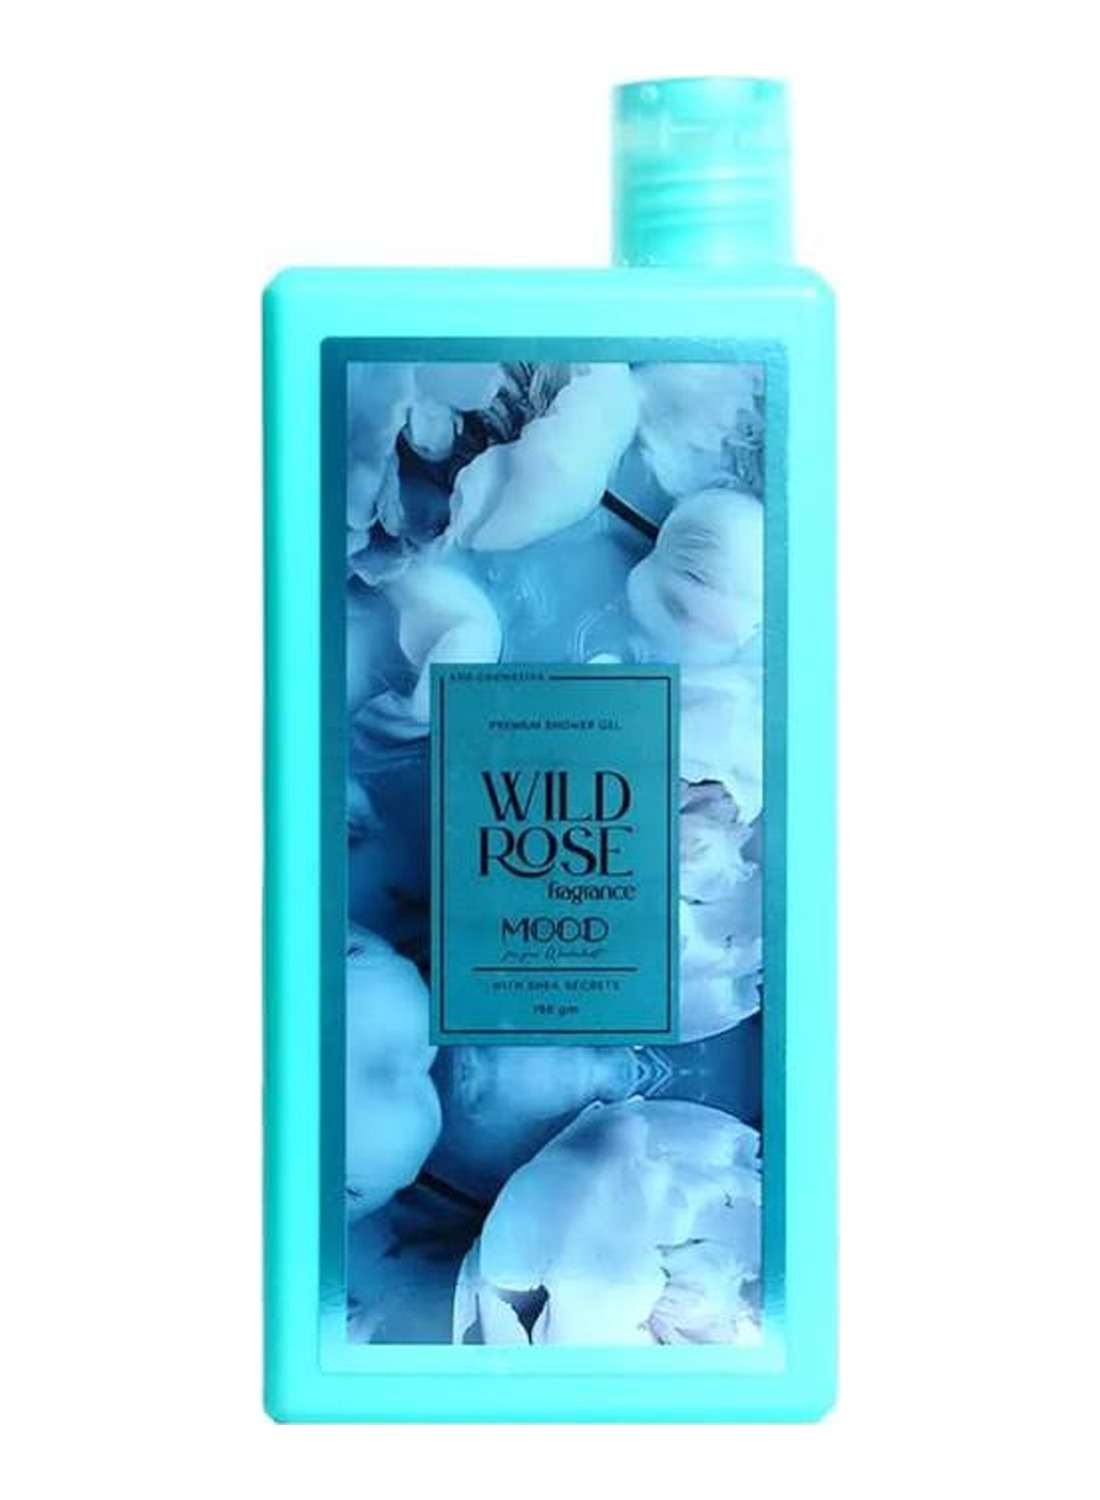 PREMIUM SHOWER GEL
WILD
ROSE
fragrance
MOOD
WITH SHEA SECRETS